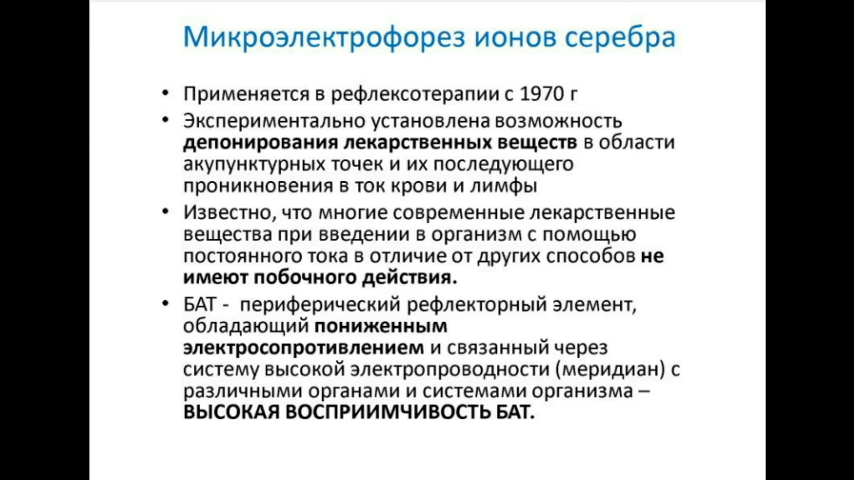 Микроэлектрофорез ионов серебра
• Применяется в рефлексотерапии с 1970 г
• Экспериментально установлена возможность
депонирования лекарственных веществ в области
акупунктурных точек и их последующего
проникновения в ток крови и лимфы
• Известно, что многие современные лекарственные
вещества при введении в организм с помощью
постоянного тока в отличие от других способов не
имеют побочного действия.
• БАТ - периферический рефлекторный элемент,
обладающий пониженным
электросопротивлением и связанный через
систему высокой электропроводности (меридиан) с
различными органами и системами организма –
ВЫСОКАЯ ВОСПРИИМЧИВОСТЬ БАТ.